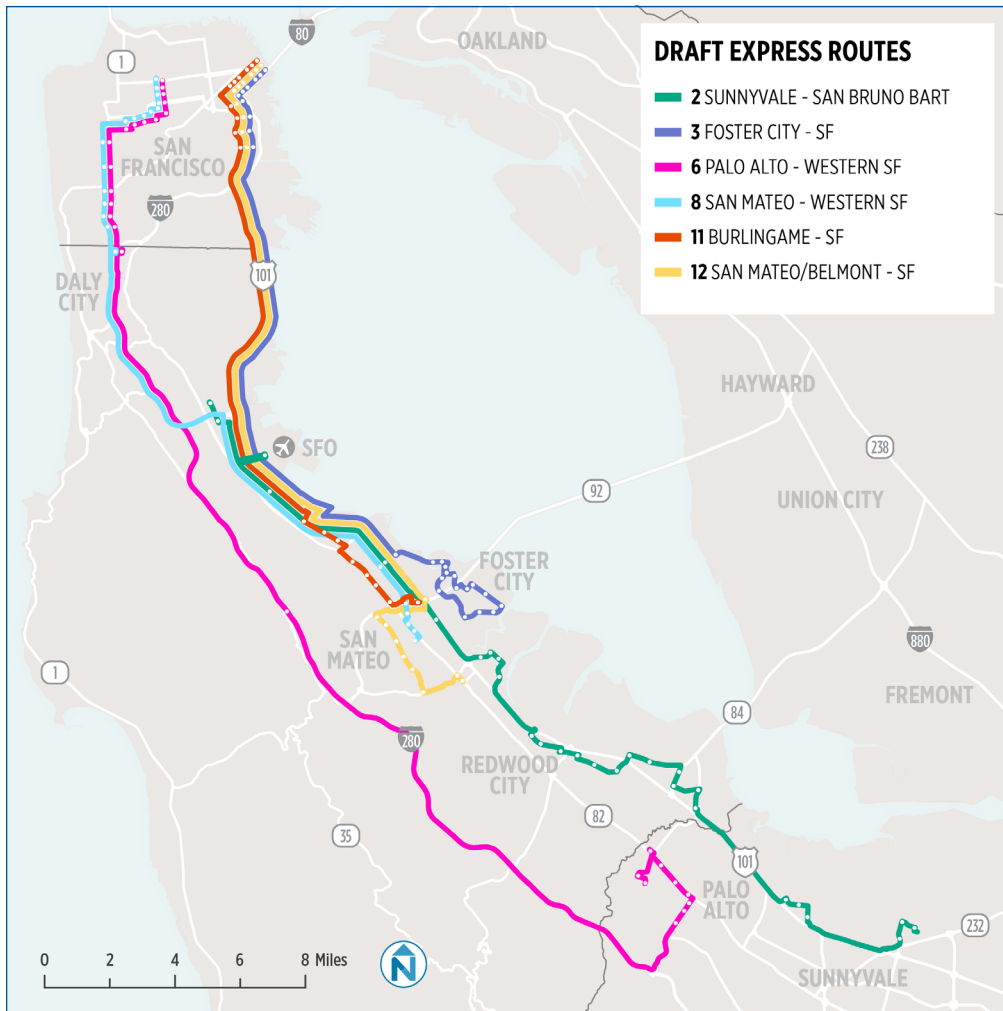 80
OAKLAND
1
DRAFT EXPRESS ROUTES
2 SUNNYVALE - SAN BRUNO BART
3 FOSTER CITY - SF
6 PALO ALTO - WESTERN SF
8 SAN MATEO - WESTERN SF
11 BURLINGAME - SF
12 SAN MATEO/BELMONT - SF
SAN
FRANCISCO
280
DALY
CITY
101
HAYWARD
SFO
238
92
UNION CITY
FOSTER
CITY
SAN
MATEO
880
1
FREMONT
84
280
REDWOOD
CITY
82
35
101
PALO
ALTO
232
SUNNYVALE
0 2 4 6 8 Miles
N